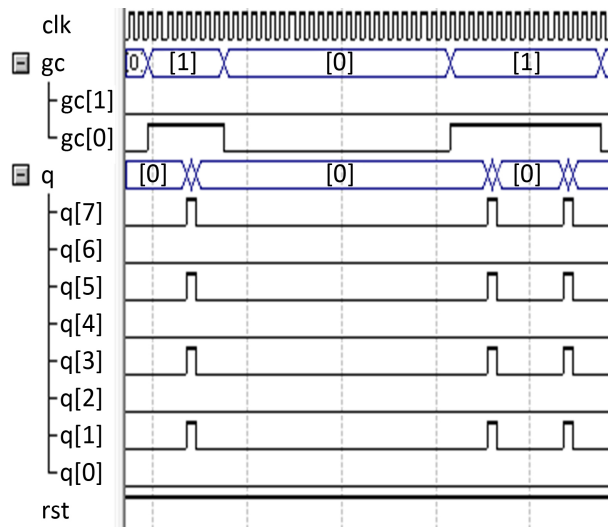 clk
gc [0. [1] [0] [1]
gc[1]
gc[0]
q [0] [0] [0]
q[7]
q[6]
q[5]
q[4]
q[3]
q[2]
q[1]
q[0]
rst